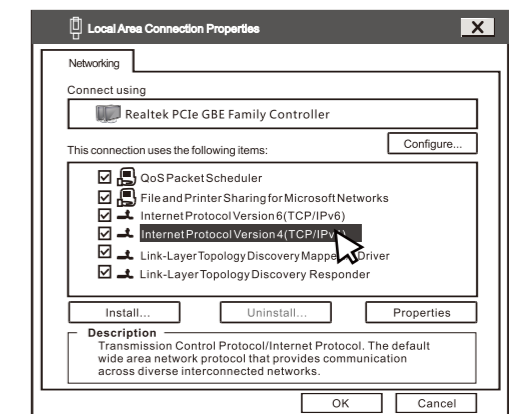 Local Area Connection Properties
X
Networking
Connect using
Realtek PCIe GBE Family Controller
Configure...
This connection uses the following items:
QoS Packet Scheduler
File and Printer Sharing for Microsoft Networks
Internet Protocol Version 6(TCP/IPv6)
Internet Protocol Version 4(TCP/IPv
Link-Layer Topology Discovery Mappe Driver
Link-Layer Topology Discovery Responder
Install...
Uninstall...
Properties
Description
Transmission Control Protocol/Internet Protocol. The default
wide area network protocol that provides communication
across diverse interconnected networks.
OK
Cancel